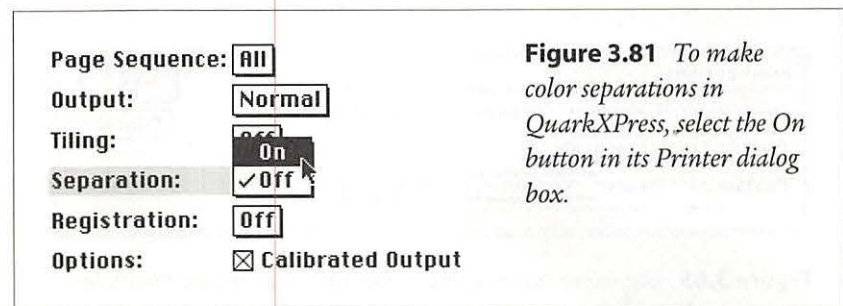 Page Sequence: All
Output: Normal
Tiling: Off
On
Separation: ✓Off
Registration: Off
Options: ☒ Calibrated Output
Figure 3.81 To make
color separations in
QuarkXPress, select the On
button in its Printer dialog
box.